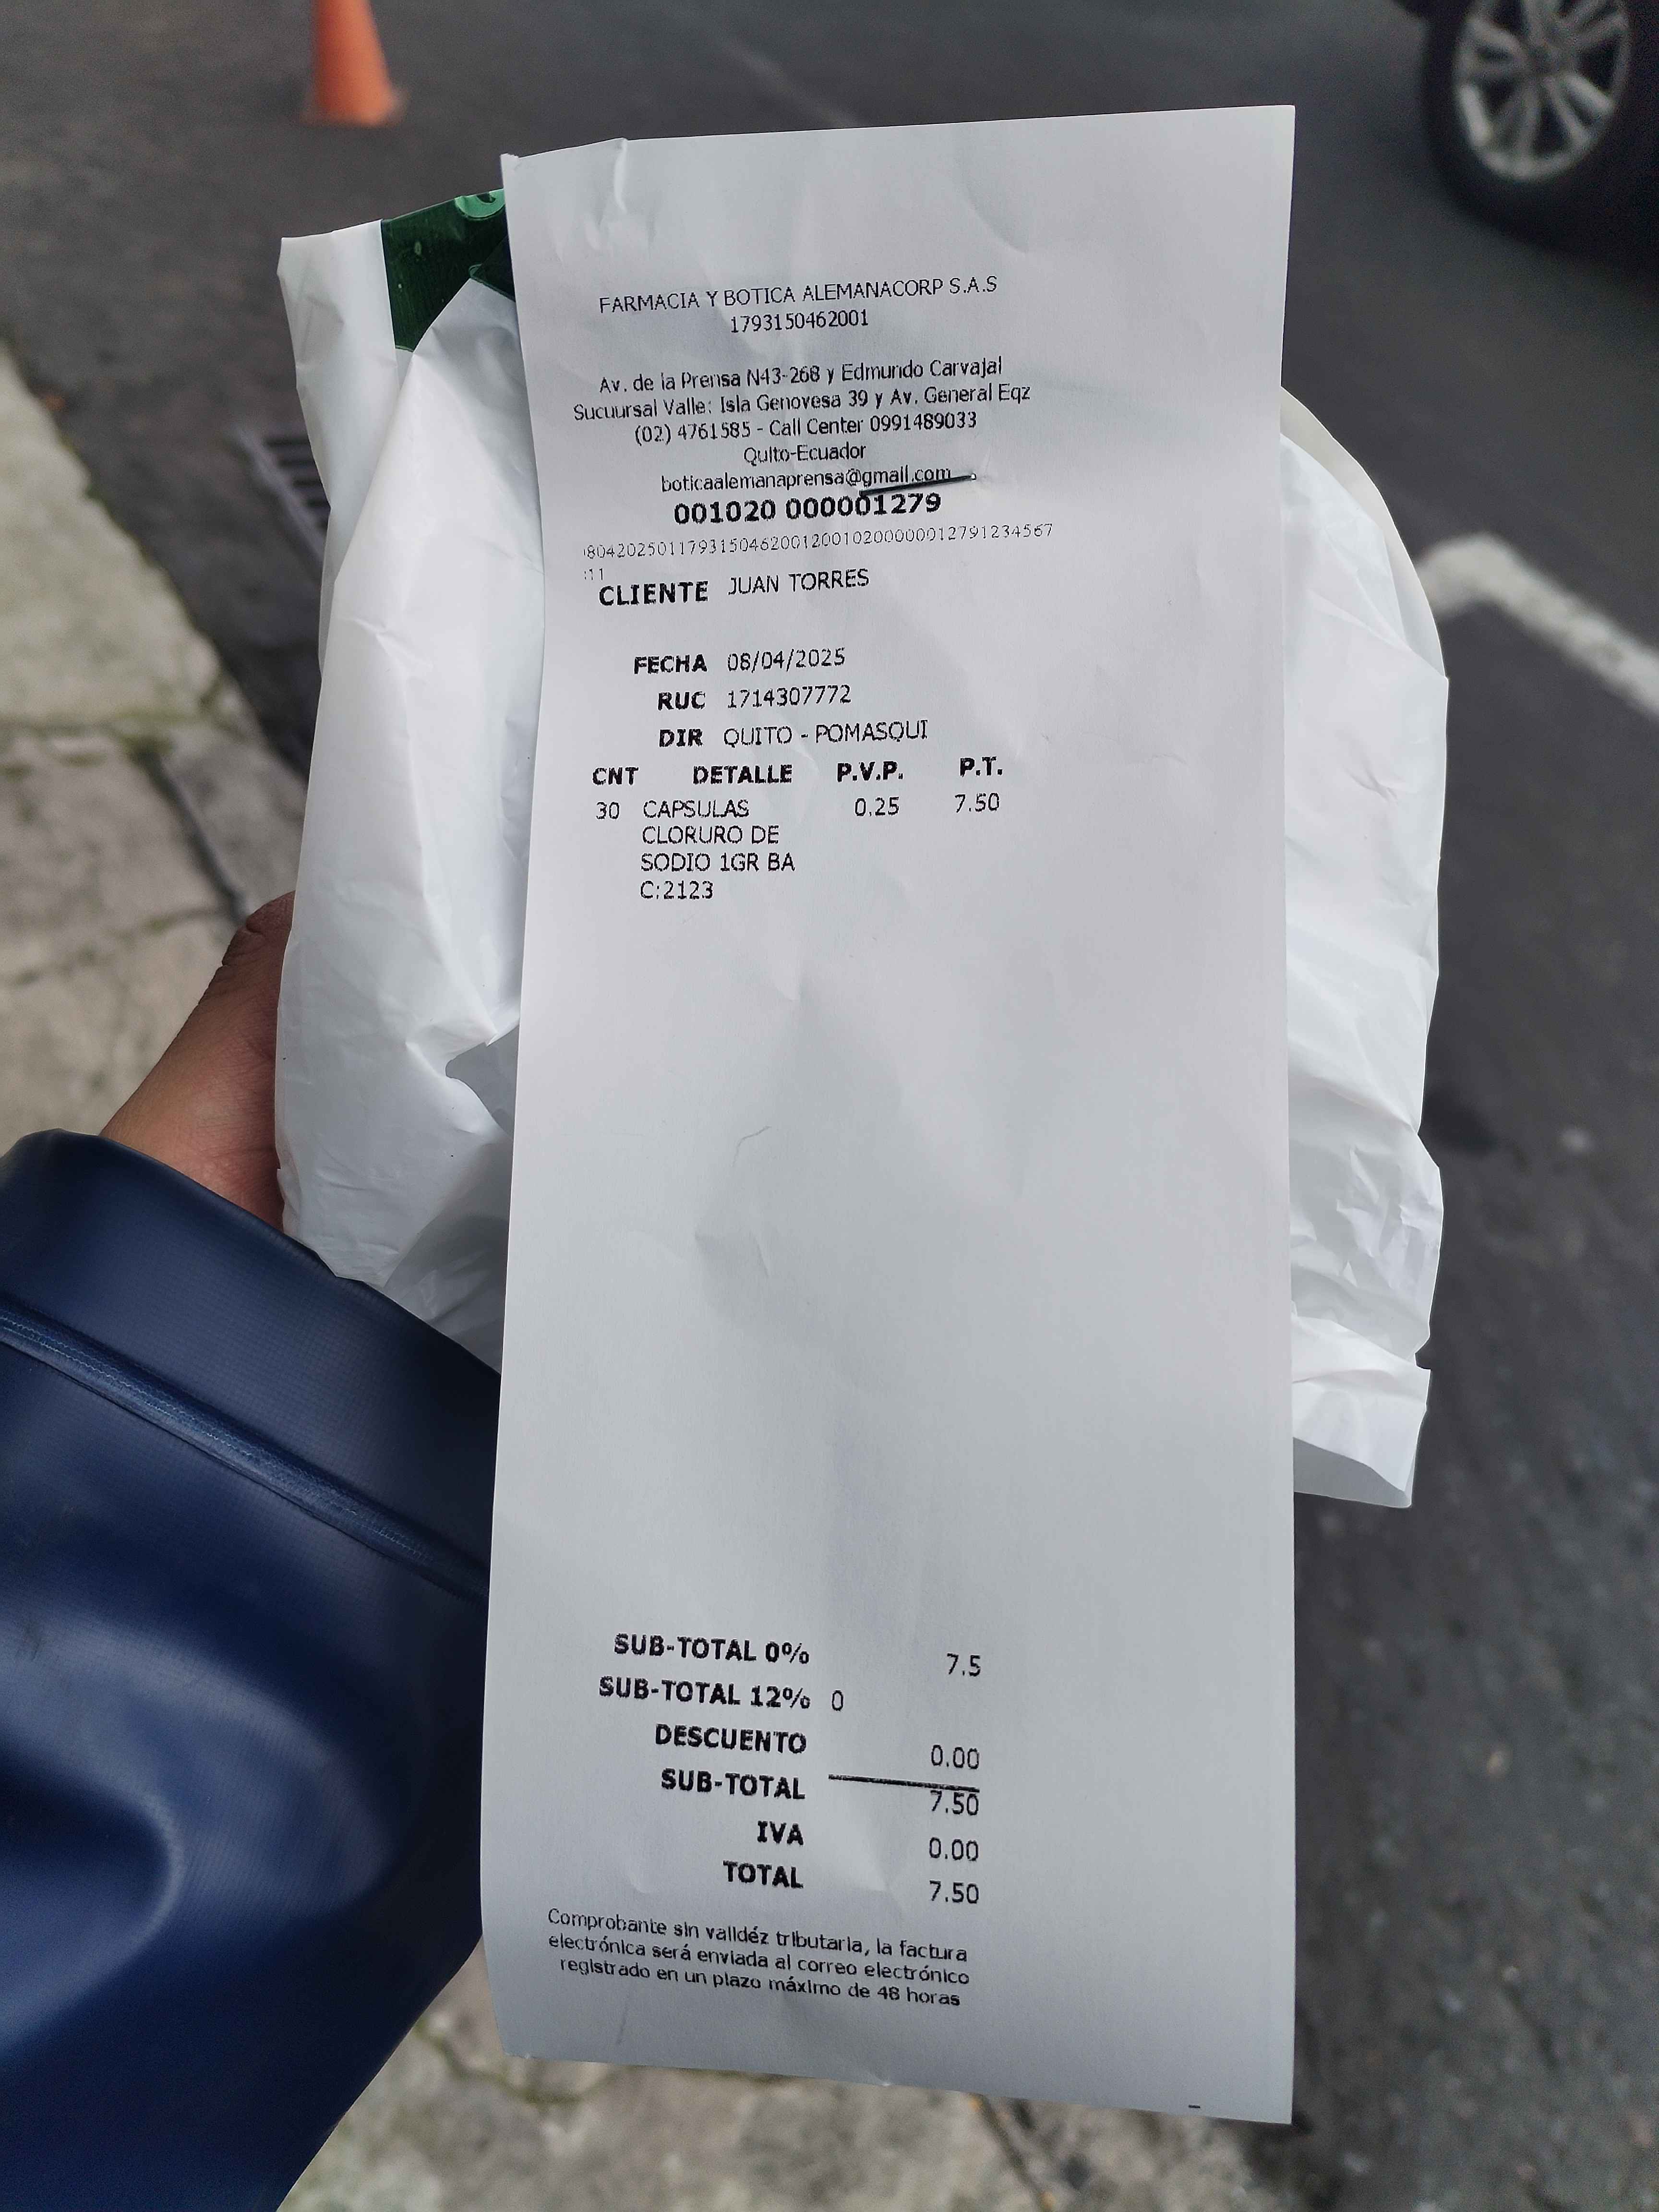 FARMACIA Y BOTICA ALEMANACORP S.A.S
1793150462001
Av. de la Prensa N43-268 y Edmundo Carvajal
Sucuursal Valle: Isla Genovesa 39 y Av. General Eqz
(02) 4761585 - Call Center 0991489033
Quito-Ecuador
boticaalemanaprensa@gmail.com
001020 000001279
804202501179315046200120010200000012791234567
11
CLIENTE JUAN TORRES
FECHA 08/04/2025
RUC 1714307772
DIR QUITO - POMASQUI
CNT DETALLE P.V.P. P.T.
30 CAPSULAS 0.25 7.50
CLORURO DE
SODIO 1GR BA
C:2123
SUB-TOTAL 0% 7.5
SUB-TOTAL 12% 0
DESCUENTO 0.00
SUB-TOTAL 7.50
IVA 0.00
TOTAL 7.50
Comprobante sin validéz tributaria, la factura
electrónica será enviada al correo electrónico
registrado en un plazo máximo de 48 horas